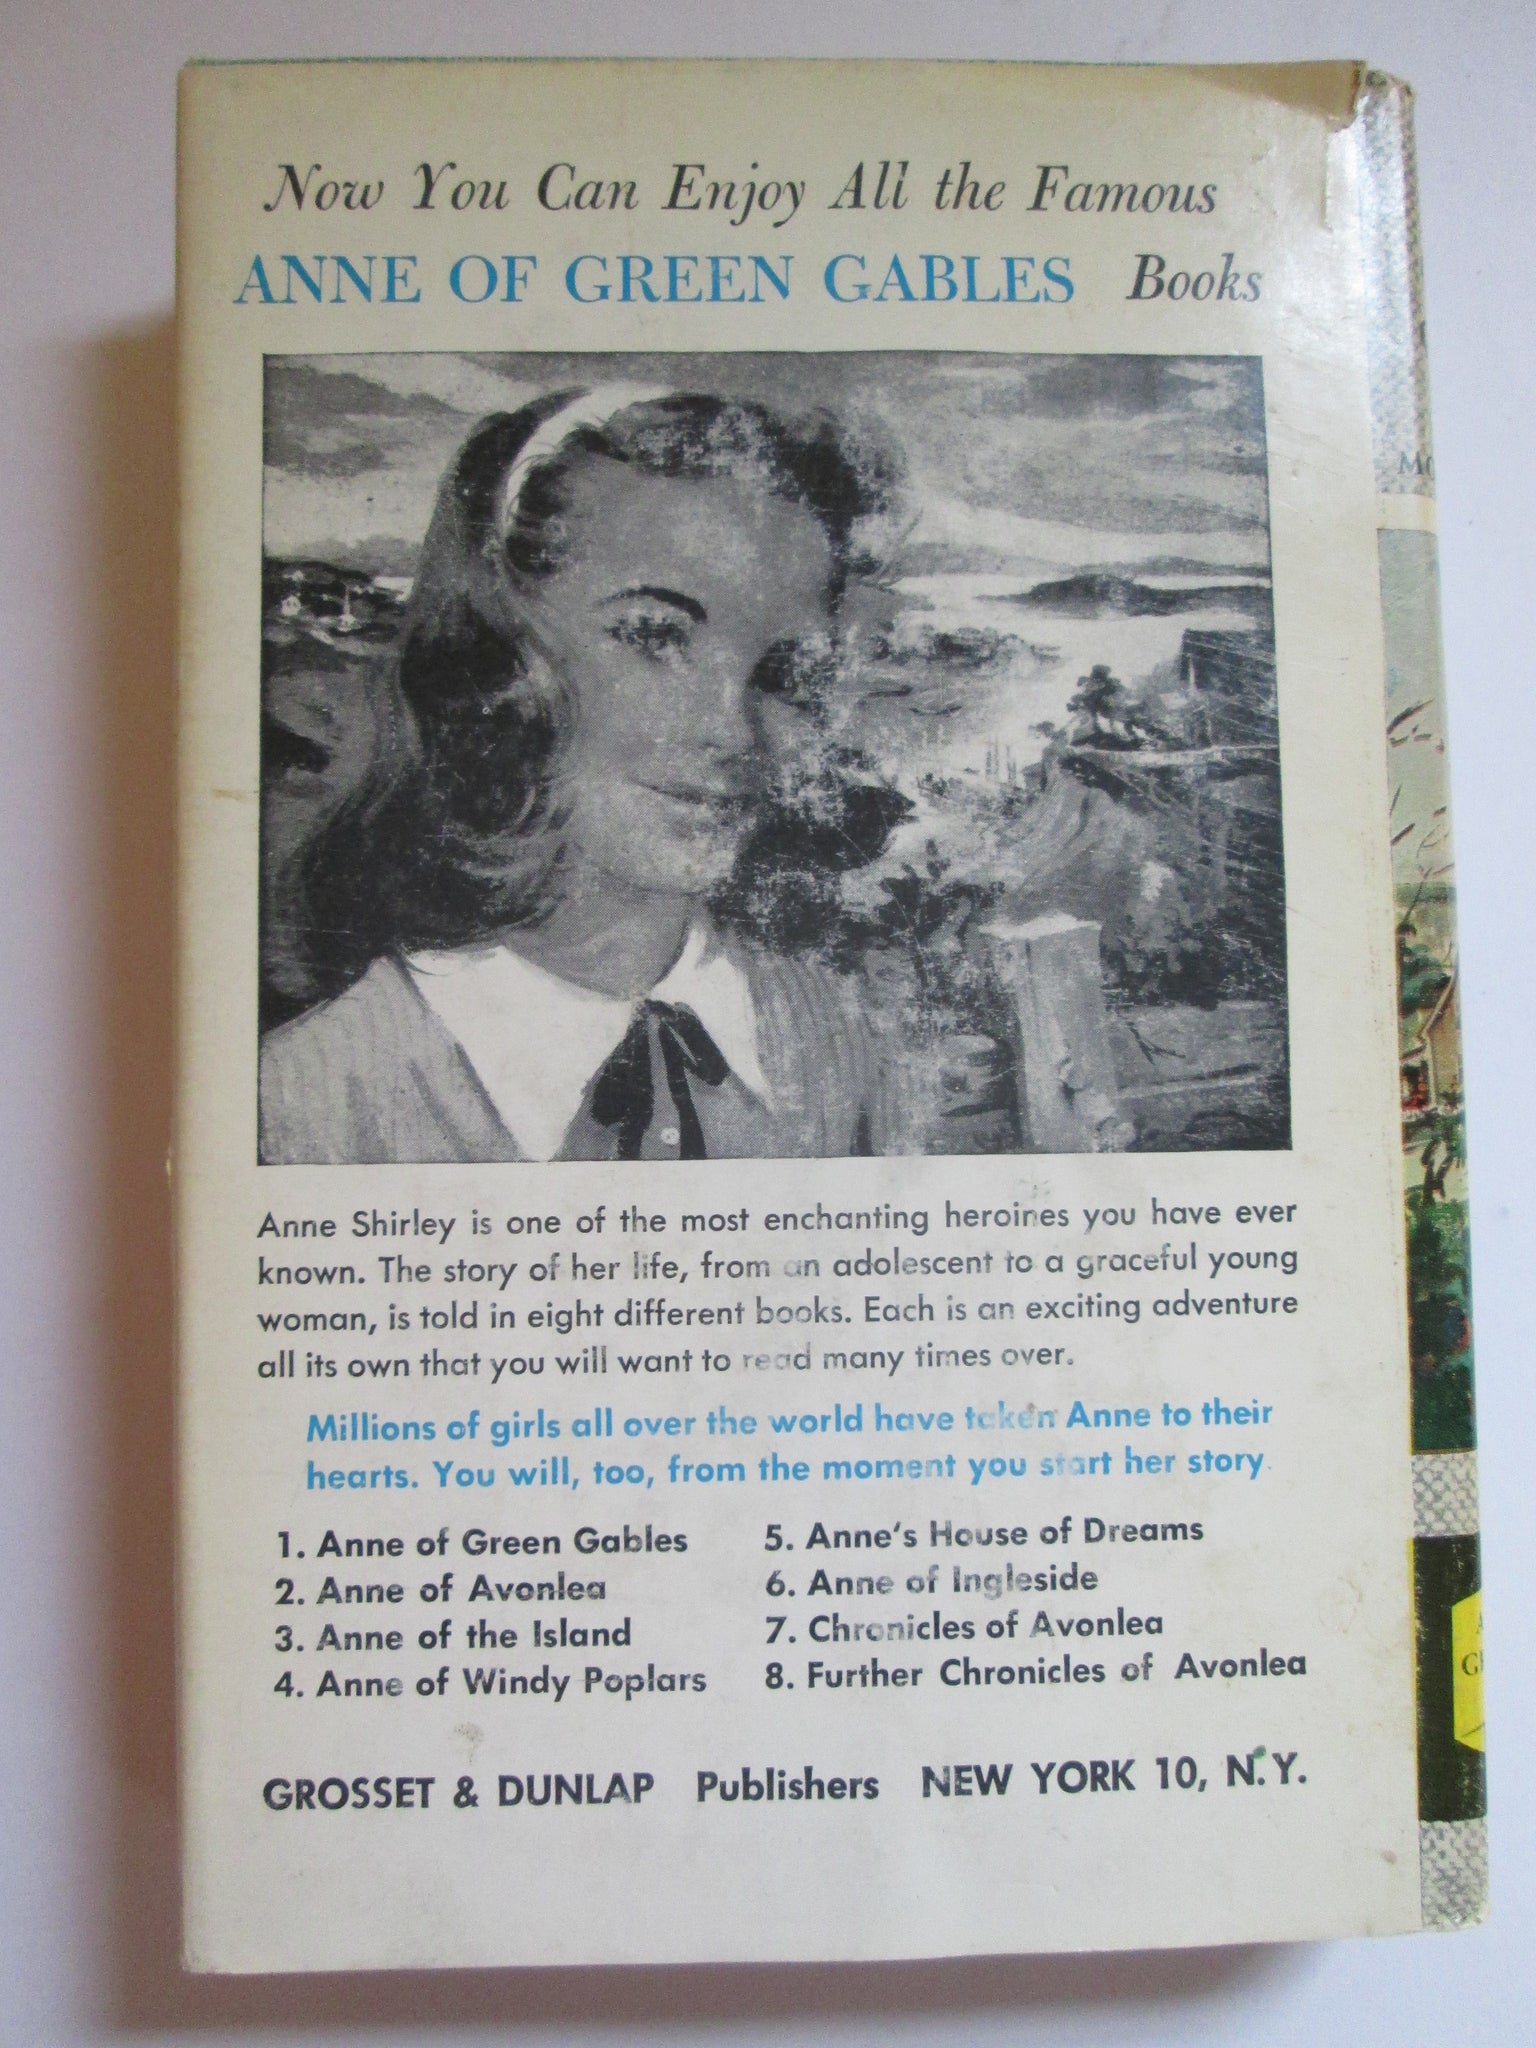 Now You Can Enjoy All the Famous
ANNE OF GREEN GABLES Books
Anne Shirley is one of the most enchanting heroines you have ever
known. The story of her life, from an adolescent to a graceful young
woman, is told in eight different books. Each is an exciting adventure
all its own that you will want to read many times over.
Millions of girls all over the world have taken Anne to their
hearts. You will, too, from the moment you start her story.
1. Anne of Green Gables
2. Anne of Avonlea
3. Anne of the Island
4. Anne of Windy Poplars
5. Anne's House of Dreams
6. Anne of Ingleside
7. Chronicles of Avonlea
8. Further Chronicles of Avonlea
GROSSET & DUNLAP Publishers NEW YORK 10, N.Y.